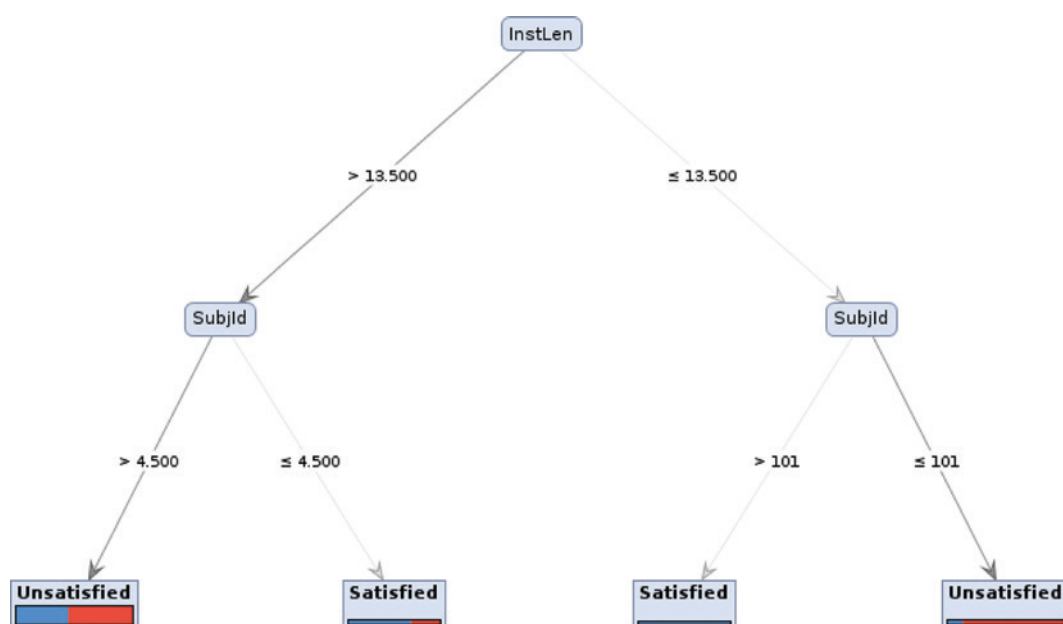 InstLen
> 13.500
≤ 13.500
SubjId
SubjId
> 4.500
≤ 4.500
> 101
≤ 101
Unsatisfied
Satisfied
Satisfied
Unsatisfied